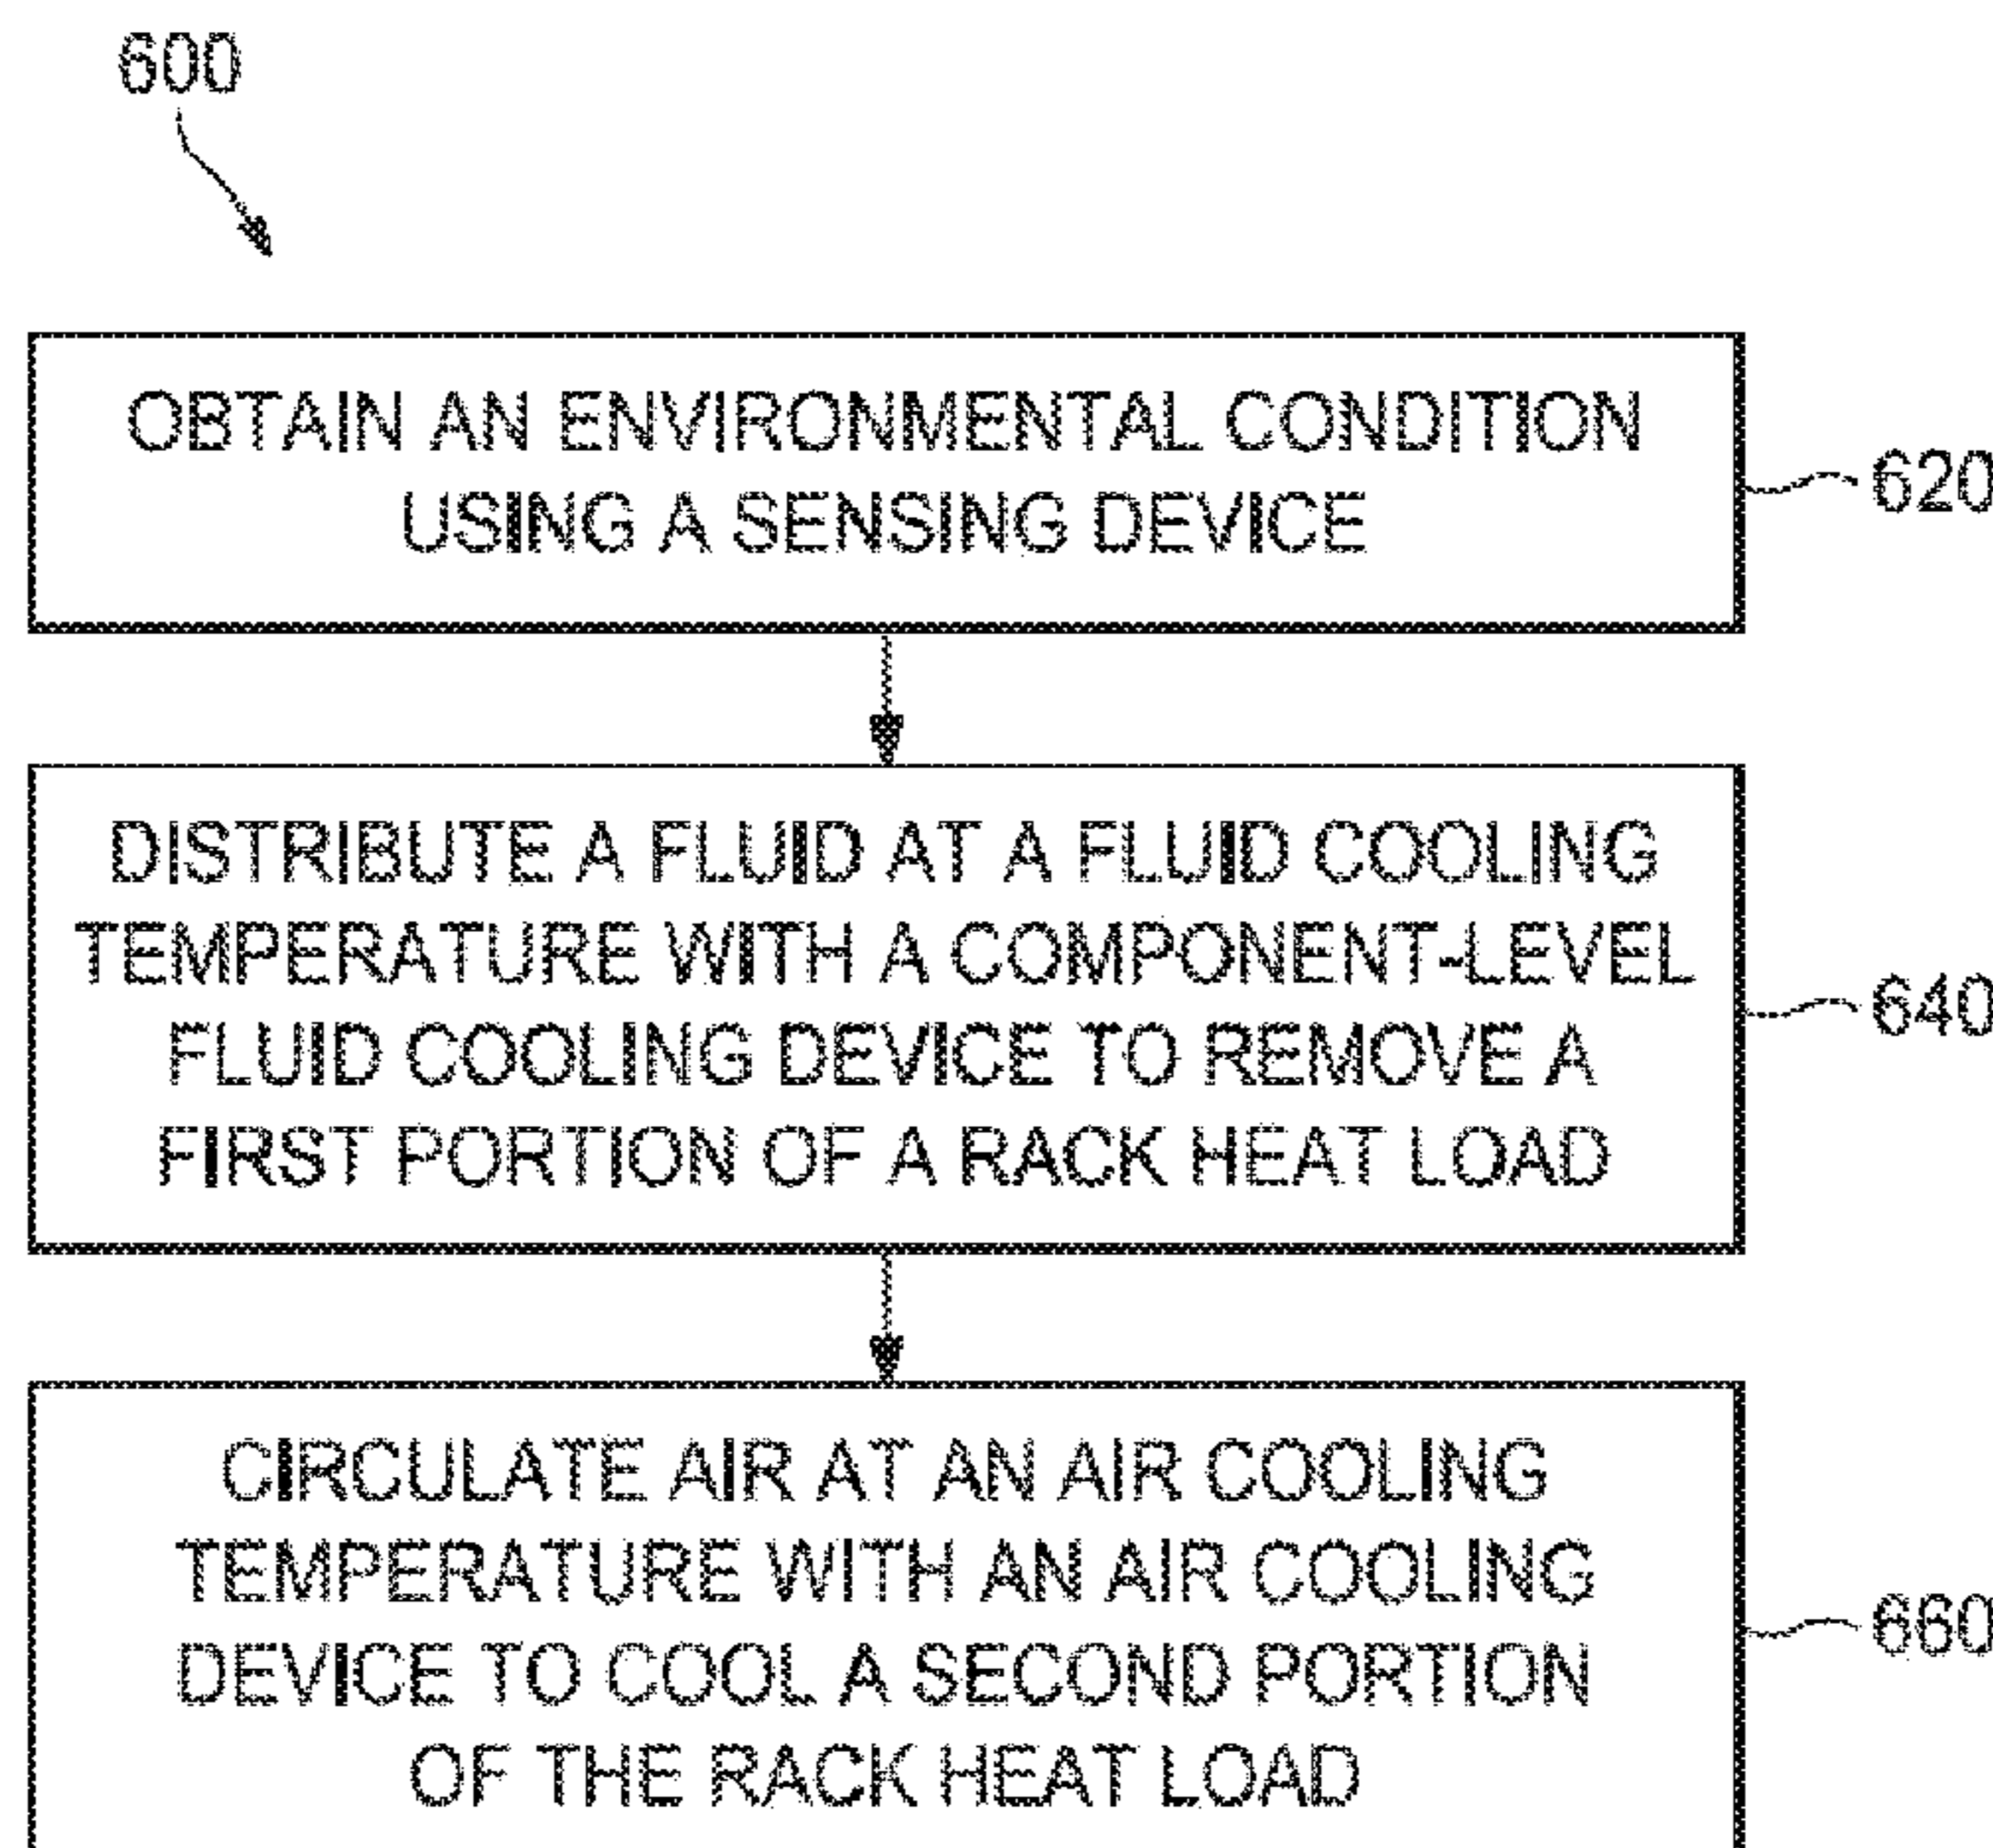 600
OBTAIN AN ENVIRONMENTAL CONDITION
USING A SENSING DEVICE
620
DISTRIBUTE A FLUID AT A FLUID COOLING
TEMPERATURE WITH A COMPONENT-LEVEL
FLUID COOLING DEVICE TO REMOVE A
FIRST PORTION OF A RACK HEAT LOAD
640
CIRCULATE AIR AT AN AIR COOLING
TEMPERATURE WITH AN AIR COOLING
DEVICE TO COOL A SECOND PORTION
OF THE RACK HEAT LOAD
660